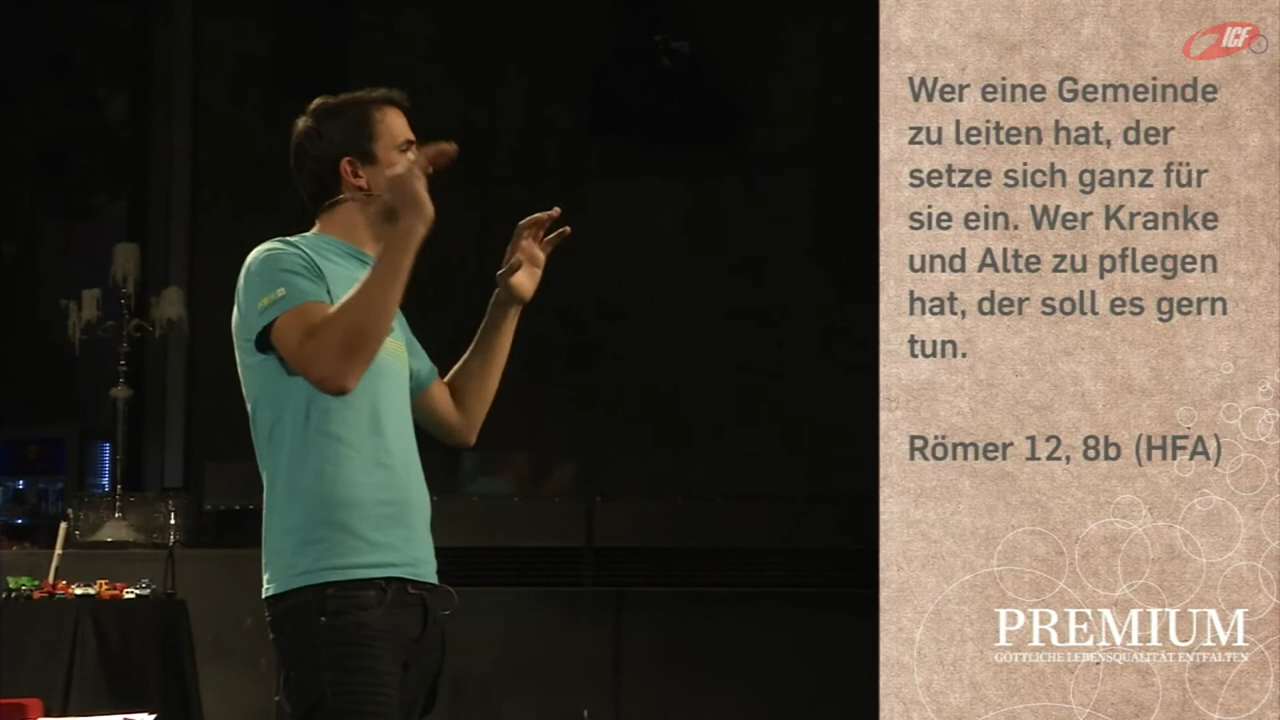 ICF
Wer eine Gemeinde
zu leiten hat, der
setze sich ganz für
sie ein. Wer Kranke
und Alte zu pflegen
hat, der soll es gern
tun.
Römer 12, 8b (HFA)
PREMIUM
GÖTTLICHE LEBENSQUALITÄT ENTFALTEN